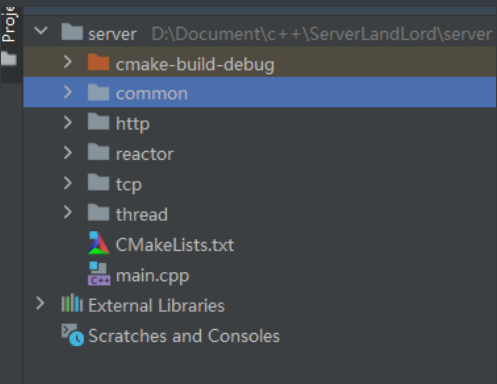 Proje
server D:\Document\c++\ServerLandLord\server
cmake-build-debug
common
http
reactor
tcp
thread
CMakeLists.txt
C++ main.cpp
External Libraries
Scratches and Consoles